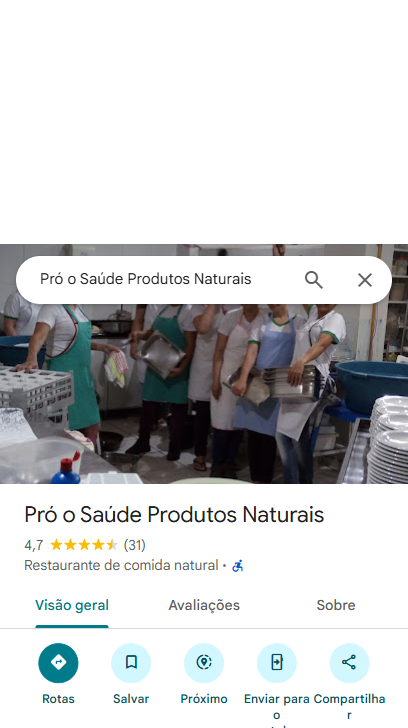 Pró o Saúde Produtos Naturais
Pró o Saúde Produtos Naturais
4,7 (31)
Restaurante de comida natural ·
Visão geral Avaliações Sobre
Rotas Salvar Próximo Enviar para o Compartilhar